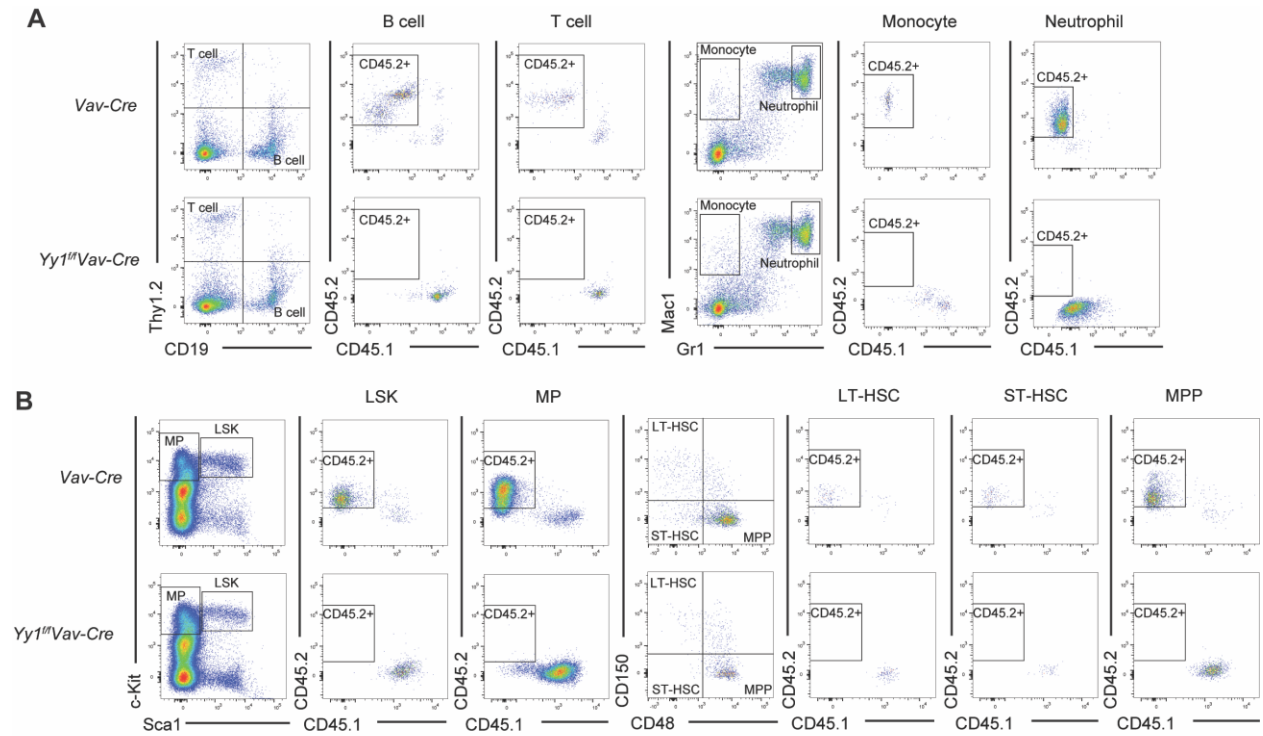 A
B cell
T cell
Monocyte
Neutrophil
Vav-Cre
T cell
B cell
CD45.2+
CD45.2+
Monocyte
Neutrophil
CD45.2+
CD45.2+
Yy1f/fVav-Cre
T cell
B cell
CD45.2+
CD45.2+
Monocyte
Neutrophil
CD45.2+
CD45.2+
Thy1.2
CD45.2
CD45.2
Mac1
CD45.2
CD45.2
CD19
CD45.1
CD45.1
Gr1
CD45.1
CD45.1
B
LSK
MP
LT-HSC
ST-HSC
MPP
Vav-Cre
MP
LSK
CD45.2+
CD45.2+
LT-HSC
ST-HSC
MPP
CD45.2+
CD45.2+
CD45.2+
Yy1f/fVav-Cre
MP
LSK
CD45.2+
CD45.2+
LT-HSC
ST-HSC
MPP
CD45.2+
CD45.2+
CD45.2+
c-Kit
CD45.2
CD45.2
CD150
CD45.2
CD45.2
CD45.2
Sca1
CD45.1
CD45.1
CD48
CD45.1
CD45.1
CD45.1